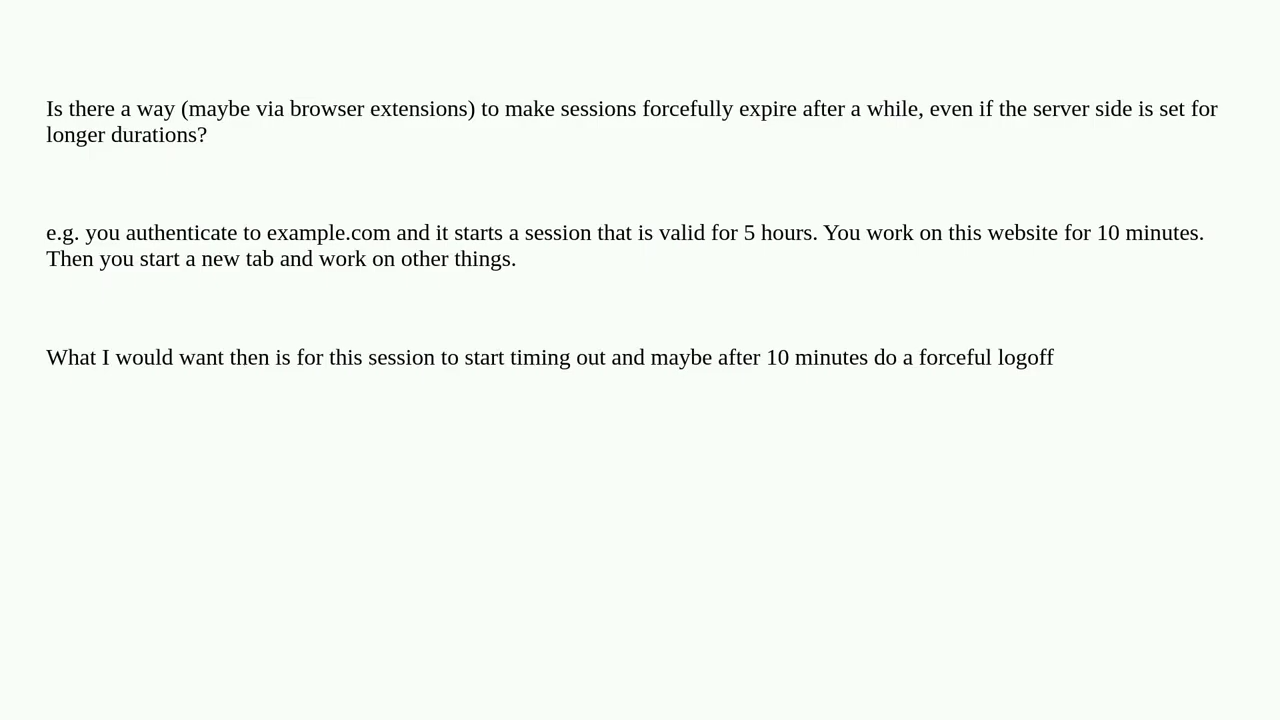 Is there a way (maybe via browser extensions) to make sessions forcefully expire after a while, even if the server side is set for
longer durations?
e.g. you authenticate to example.com and it starts a session that is valid for 5 hours. You work on this website for 10 minutes.
Then you start a new tab and work on other things.
What I would want then is for this session to start timing out and maybe after 10 minutes do a forceful logoff